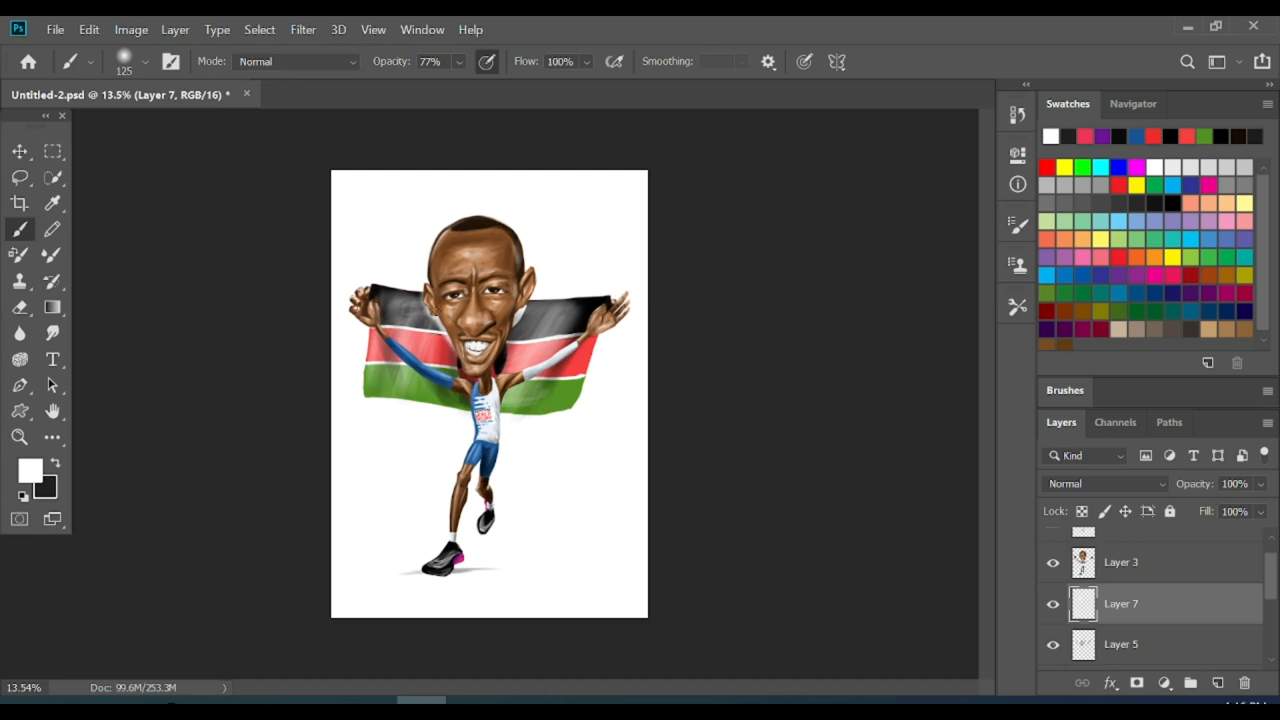 Ps File Edit Image Layer Type Select Filter 3D View Window Help
125 Mode: Normal Opacity: 77% Flow: 100% Smoothing:
Untitled-2.psd @ 13.5% (Layer 7, RGB/16) * ×
Swatches Navigator
Brushes
Layers Channels Paths
Kind
Normal Opacity: 100%
Lock: Fill: 100%
Layer 3
Layer 7
Layer 5
13.54% Doc: 99.6M/253.3M